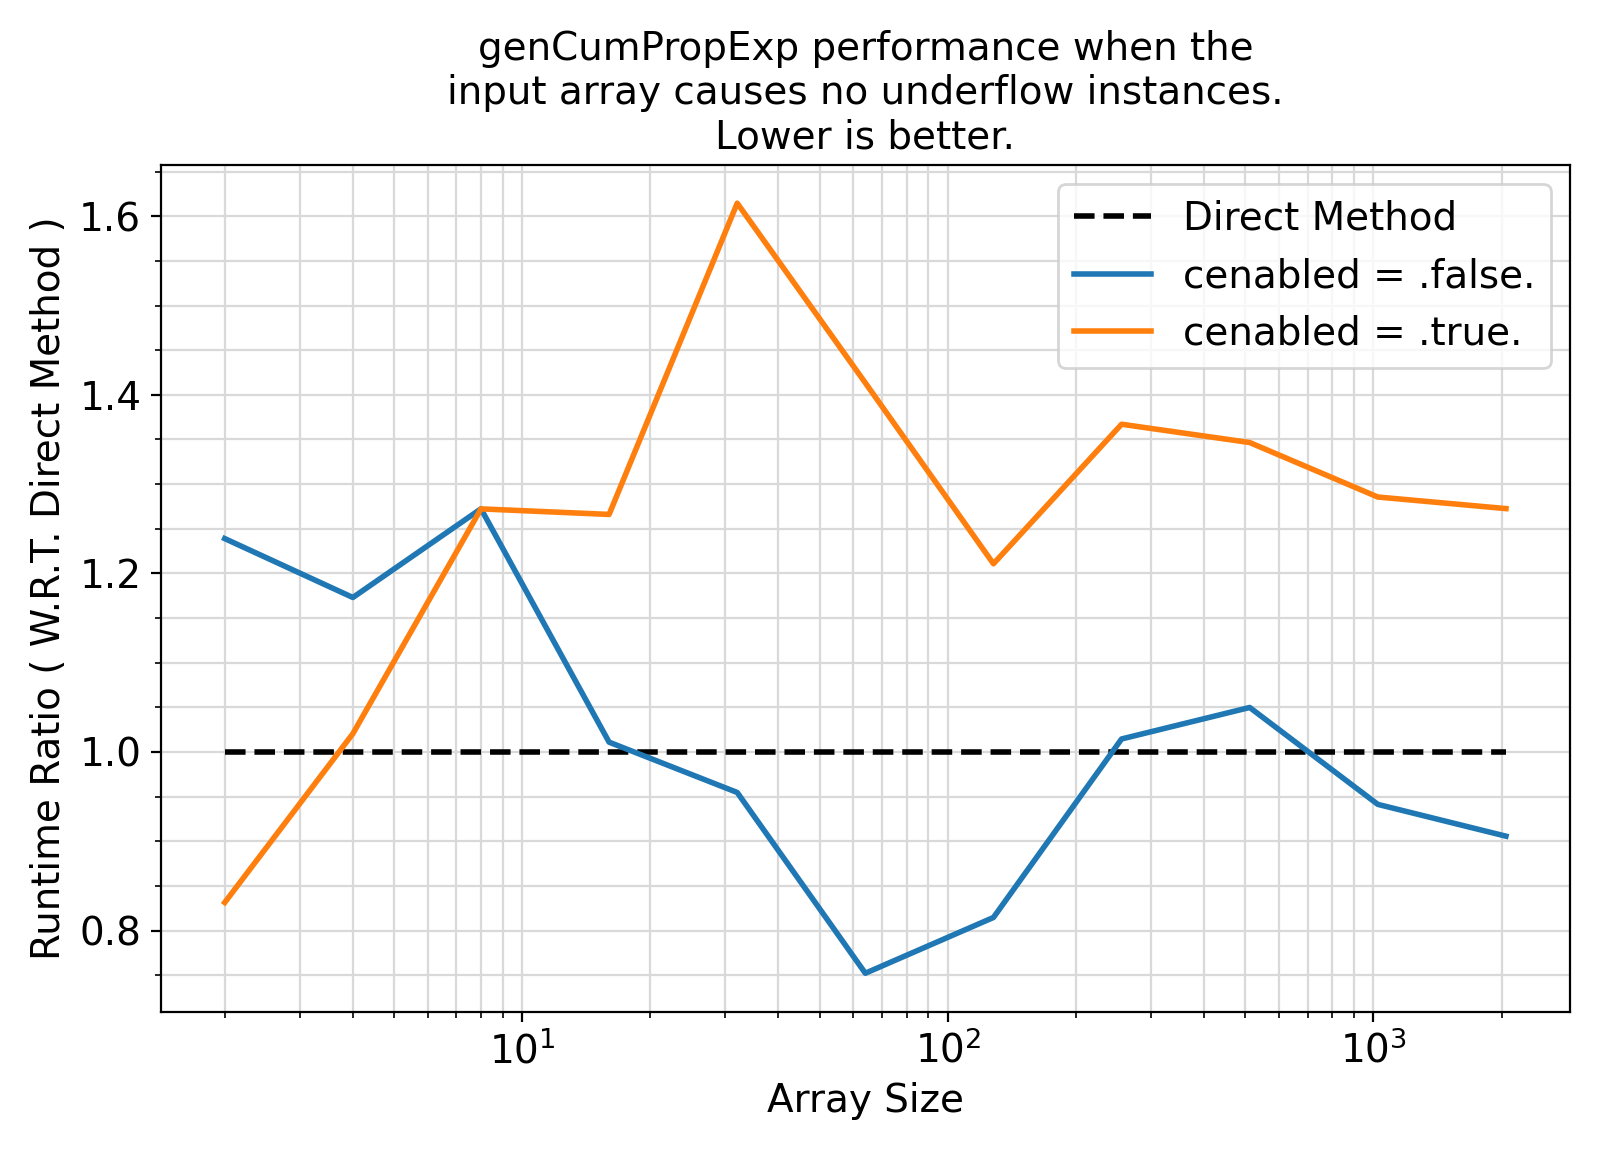 genCumPropExp performance when the
input array causes no underflow instances.
Lower is better.
Runtime Ratio ( W.R.T. Direct Method )
1.6
1.4
1.2
1.0
0.8
Direct Method
cenabled = .false.
cenabled = .true.
10¹
10²
10³
Array Size